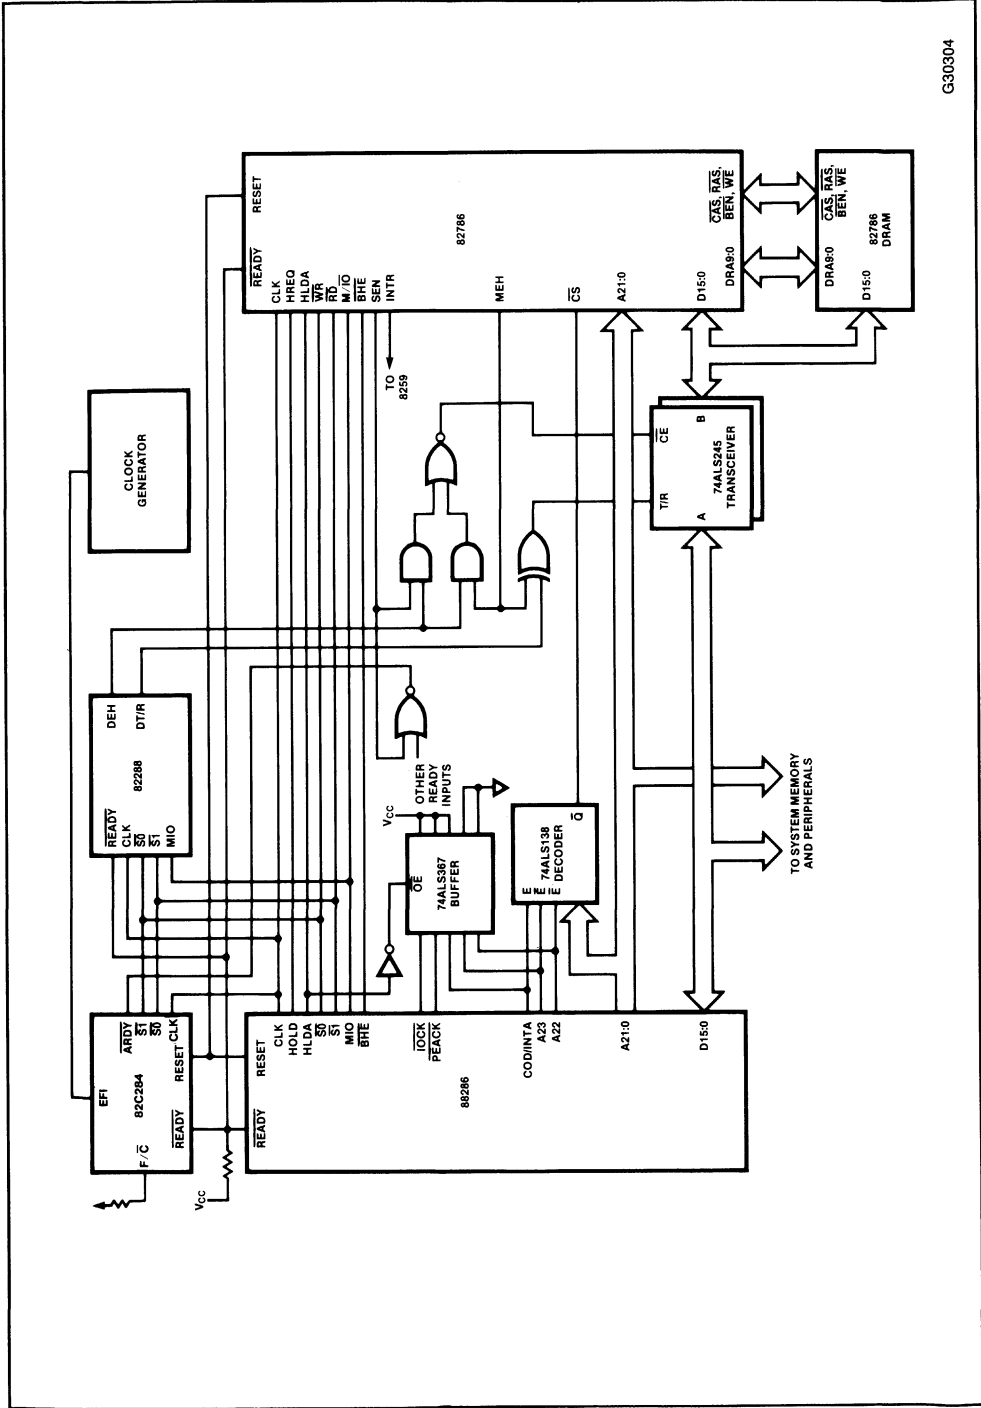 G30304
CLOCK
GENERATOR
82288
READY
CLK
S0
S1
MIO
DEH
DT/R
82C284
EFI
F/C
ARDY
S1
S0
CLK
RESET
READY
VCC
88286
READY
RESET
CLK
HOLD
HLDA
S0
S1
MIO
BHE
IOCK
PEACK
COD/INTA
A23
A22
A21:0
D15:0
VCC
OTHER
READY
INPUTS
OE
74ALS367
BUFFER
E
E
E
74ALS138
DECODER
Q
TO
8259
82786
READY
RESET
CLK
HREQ
HLDA
WR
RD
M/IO
BHE
SEN
INTR
MEH
CS
A21:0
D15:0
DRA9:0
CAS, RAS,
BEN, WE
CE
T/R
A
B
74ALS245
TRANSCEIVER
82786
DRAM
DRA8:0
CAS, RAS,
BEN, WE
D15:0
TO SYSTEM MEMORY
AND PERIPHERALS